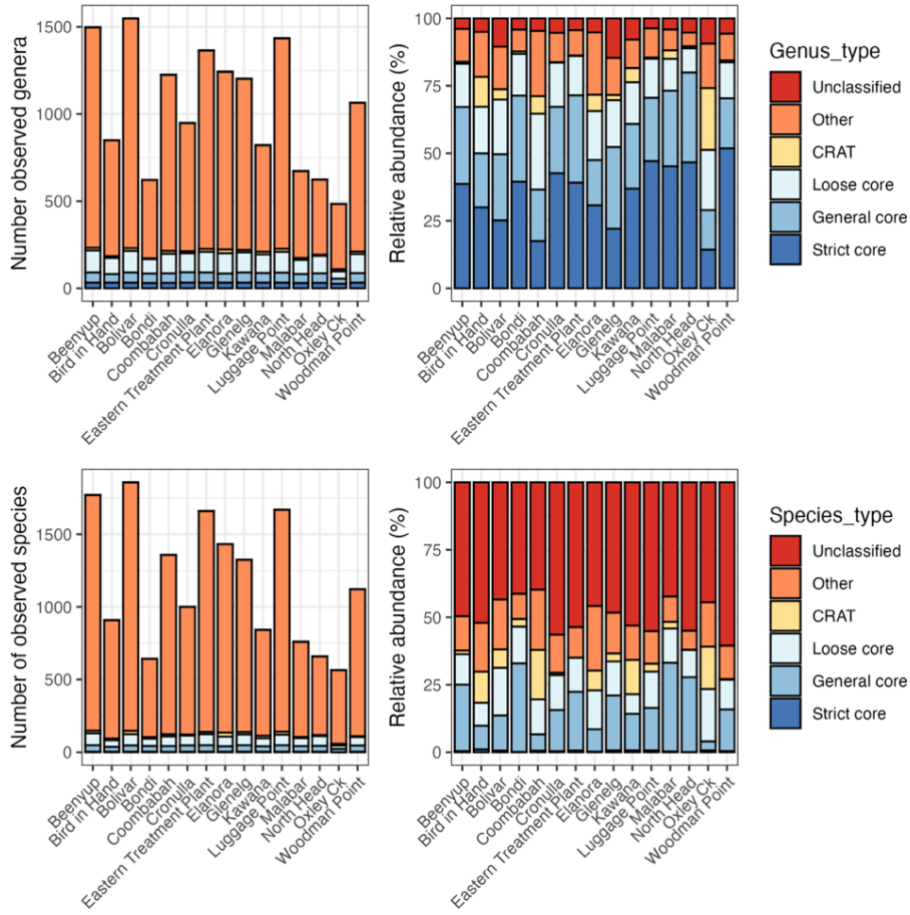 Number observed genera
1500
1000
500
0
Beenyup
Bird in Hand
Bolivar
Bondi
Coombabah
Cronulla
Eastern Treatment Plant
Elanora
Glenelg
Kawana
Luggage Point
Malabar
North Head
Oxley Ck
Woodman Point
Relative abundance (%)
100
75
50
25
0
Beenyup
Bird in Hand
Bolivar
Bondi
Coombabah
Cronulla
Eastern Treatment Plant
Elanora
Glenelg
Kawana
Luggage Point
Malabar
North Head
Oxley Ck
Woodman Point
Genus_type
Unclassified
Other
CRAT
Loose core
General core
Strict core
Number of observed species
1500
1000
500
0
Beenyup
Bird in Hand
Bolivar
Bondi
Coombabah
Cronulla
Eastern Treatment Plant
Elanora
Glenelg
Kawana
Luggage Point
Malabar
North Head
Oxley Ck
Woodman Point
Relative abundance (%)
100
75
50
25
0
Beenyup
Bird in Hand
Bolivar
Bondi
Coombabah
Cronulla
Eastern Treatment Plant
Elanora
Glenelg
Kawana
Luggage Point
Malabar
North Head
Oxley Ck
Woodman Point
Species_type
Unclassified
Other
CRAT
Loose core
General core
Strict core